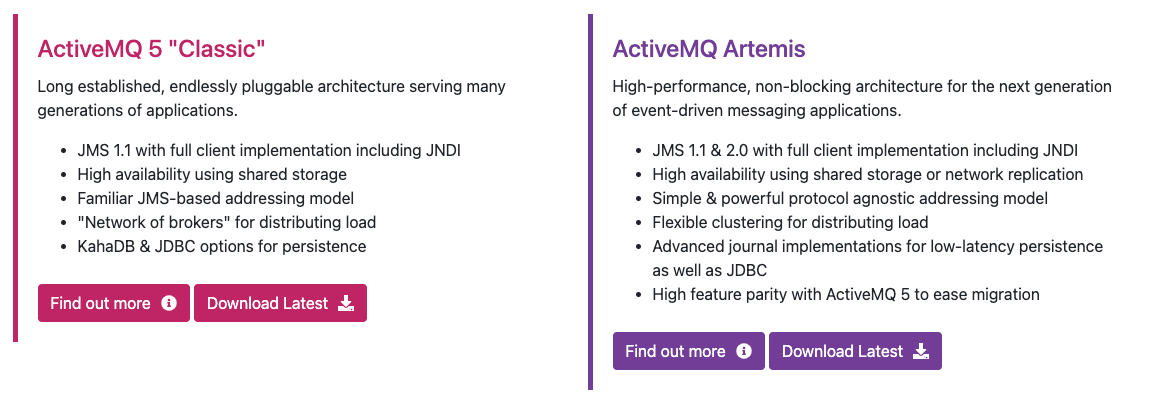 ActiveMQ 5 "Classic"
Long established, endlessly pluggable architecture serving many
generations of applications.
• JMS 1.1 with full client implementation including JNDI
• High availability using shared storage
• Familiar JMS-based addressing model
• "Network of brokers" for distributing load
• KahaDB & JDBC options for persistence
Find out more
Download Latest
ActiveMQ Artemis
High-performance, non-blocking architecture for the next generation
of event-driven messaging applications.
• JMS 1.1 & 2.0 with full client implementation including JNDI
• High availability using shared storage or network replication
• Simple & powerful protocol agnostic addressing model
• Flexible clustering for distributing load
• Advanced journal implementations for low-latency persistence
as well as JDBC
• High feature parity with ActiveMQ 5 to ease migration
Find out more
Download Latest